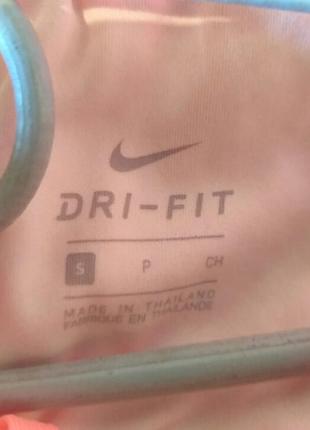 DRI-FIT
S P CH
MADE IN THAILAND
FABRIQUÉ EN THAÏLANDE